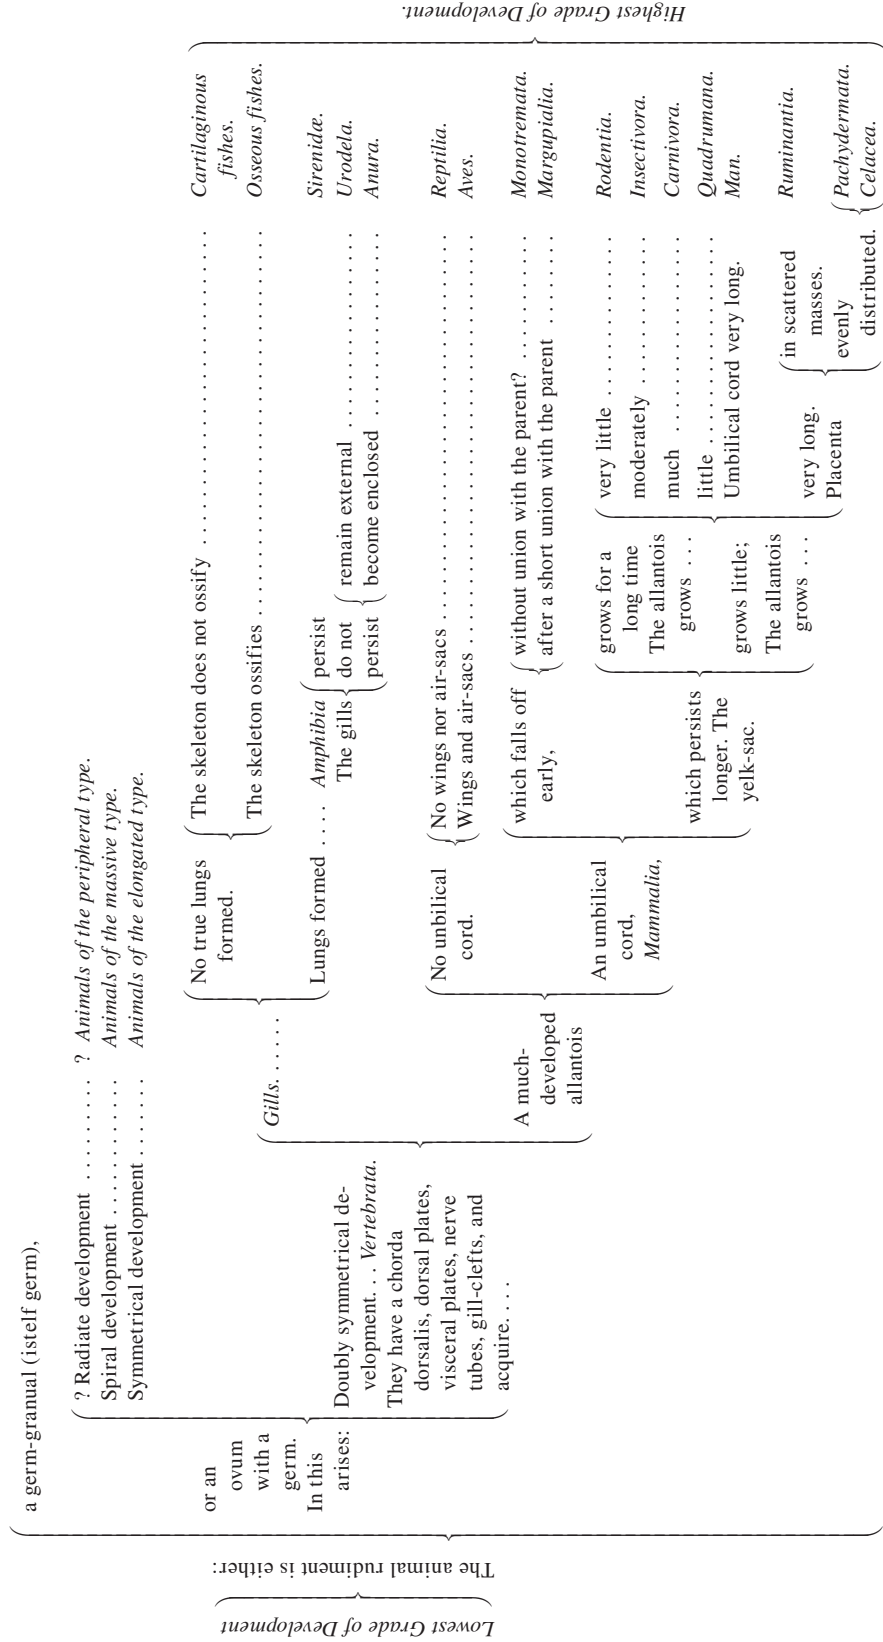 Lowest Grade of Development
The animal rudiment is either:
a germ-granual (istelf germ),
or an
ovum
with a
germ.
In this
arises:
? Radiate development . . . . . . . . . ? Animals of the peripheral type.
Spiral development . . . . . . . . . . . Animals of the massive type.
Symmetrical development . . . . . . . Animals of the elongated type.
Doubly symmetrical de-
velopment. . . Vertebrata.
They have a chorda
dorsalis, dorsal plates,
visceral plates, nerve
tubes, gill-clefts, and
acquire. . . .
Gills. . . . . .
No true lungs
formed.
The skeleton does not ossify . . . . . . . . . . Cartilaginous
fishes.
The skeleton ossifies . . . . . . . . . . Osseous fishes.
Lungs formed . . . . Amphibia
The gills
persist
Sirenidæ.
do not
persist
remain external . . . . . . . . . . Urodela.
become enclosed . . . . . . . . . . Anura.
A much-
developed
allantois
No unbilical
cord.
No wings nor air-sacs . . . . . . . . . . Reptilia.
Wings and air-sacs . . . . . . . . . . Aves.
An umbilical
cord,
Mammalia,
which falls off
early,
without union with the parent? . . . . . . . . . . Monotremata.
after a short union with the parent . . . . . . . . Margupialia.
which persists
longer. The
yelk-sac.
grows for a
long time
The allantois
grows . . .
very little . . . . . . . . . . Rodentia.
moderately . . . . . . . . . . Insectivora.
much . . . . . . . . . . Carnivora.
grows little;
The allantois
grows . . .
little . . . . . . . . . . Quadrumana.
Umbilical cord very long. Man.
very long.
Placenta
in scattered
masses.
Ruminantia.
evenly
distributed.
Pachydermata.
Celacea.
Highest Grade of Development.